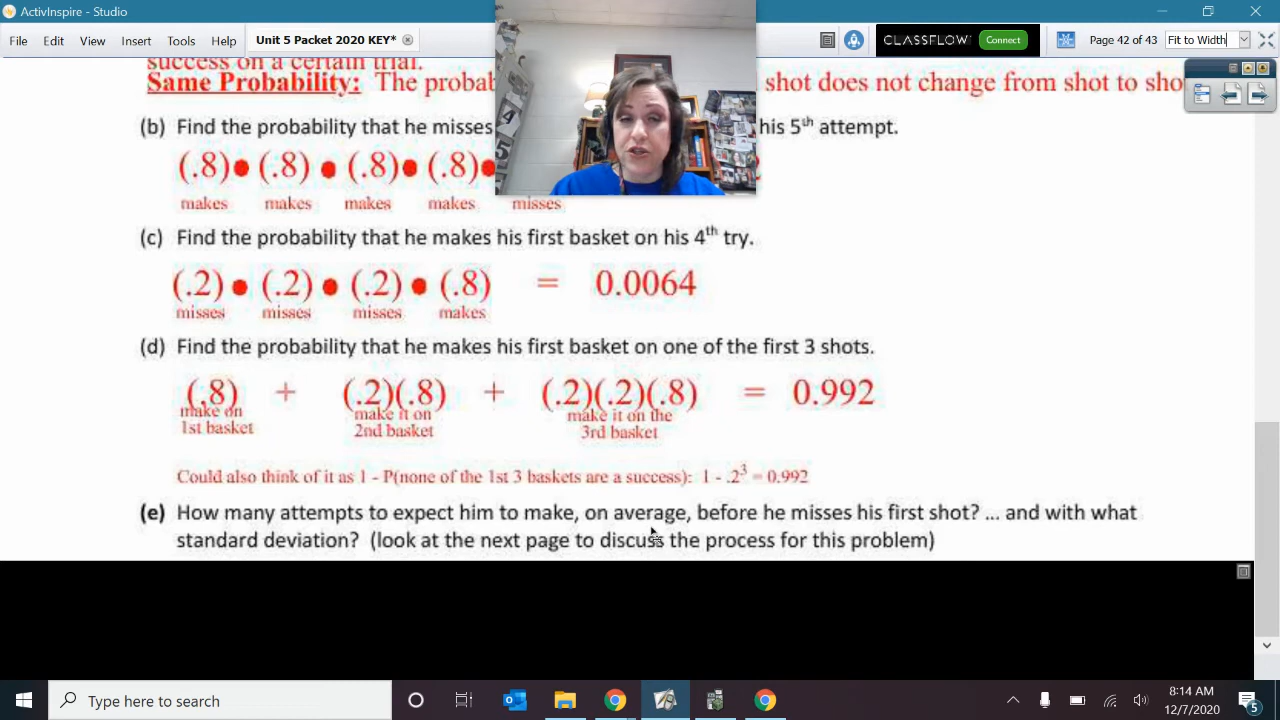 ActivInspire - Studio
File Edit View Insert Tools Help Unit 5 Packet 2020 KEY* CLASSFLOW Connect Page 42 of 43 Fit to Width
success on a certain trial.
Same Probability: The probat shot does not change from shot to sho
(b) Find the probability that he misses his 5th attempt.
(.8)• (.8) • (.8)• (.8)•
makes makes makes makes misses
(c) Find the probability that he makes his first basket on his 4th try.
(.2)• (.2) • (.2) • (.8) = 0.0064
misses misses misses makes
(d) Find the probability that he makes his first basket on one of the first 3 shots.
(.8) + (.2)(.8) + (.2)(.2)(.8) = 0.992
make on make it on make it on the
1st basket 2nd basket 3rd basket
Could also think of it as 1 - P(none of the 1st 3 baskets are a success): 1 - .2³ = 0.992
(e) How many attempts to expect him to make, on average, before he misses his first shot? ... and with what
standard deviation? (look at the next page to discuss the process for this problem)
Type here to search
8:14 AM
12/7/2020
5